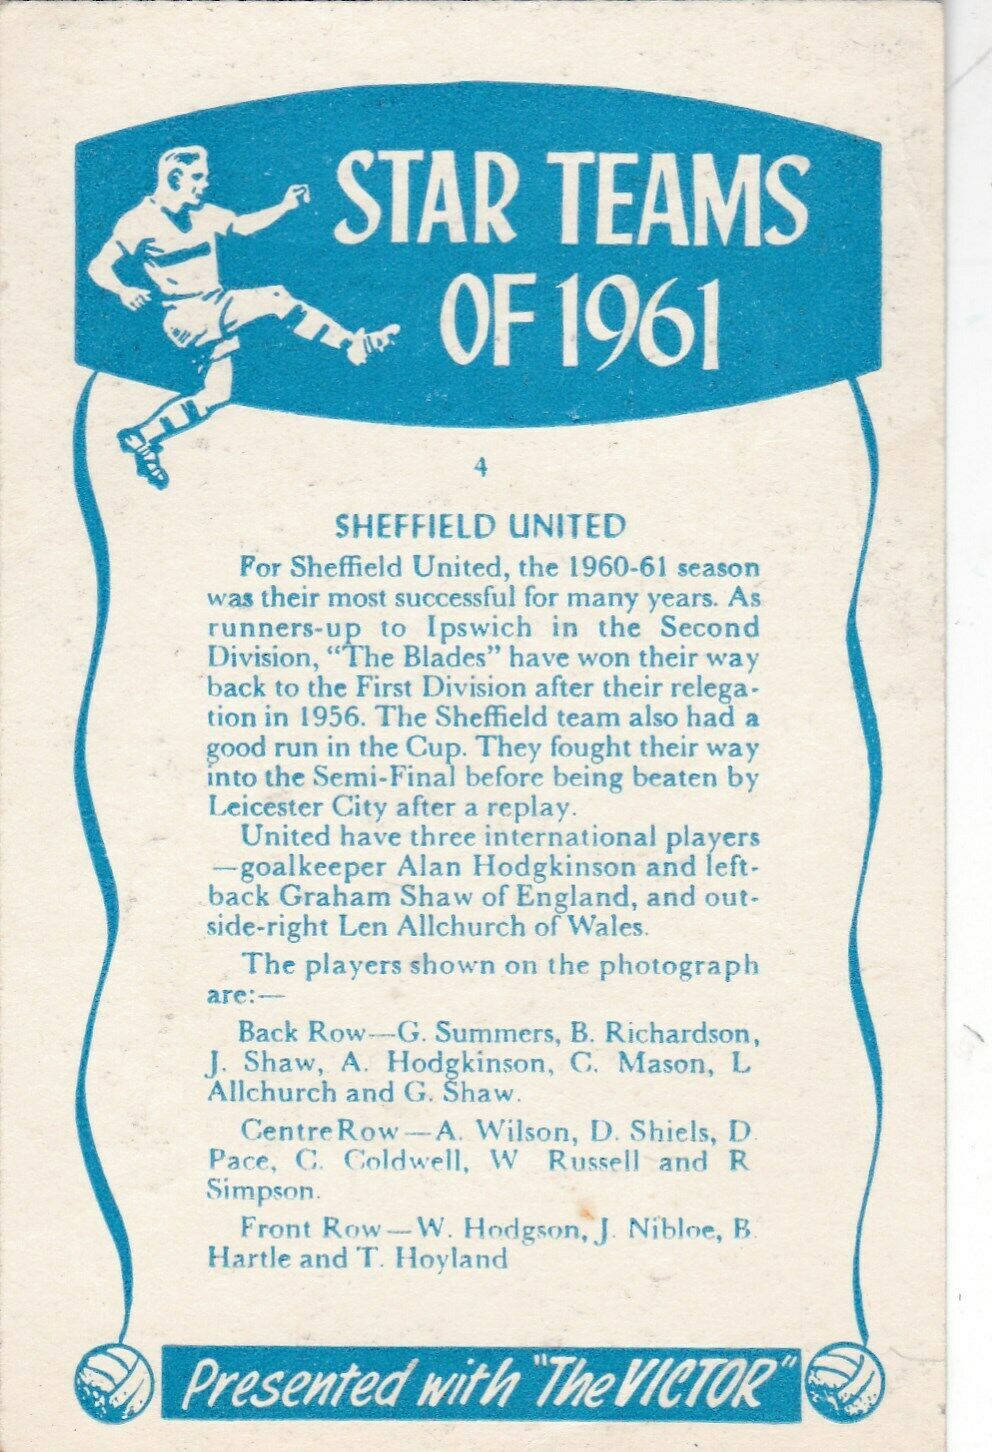 STAR TEAMS
OF 1961
4
SHEFFIELD UNITED
For Sheffield United, the 1960-61 season
was their most successful for many years. As
runners-up to Ipswich in the Second
Division, "The Blades" have won their way
back to the First Division after their relega-
tion in 1956. The Sheffield team also had a
good run in the Cup. They fought their way
into the Semi-Final before being beaten by
Leicester City after a replay.
United have three international players
—goalkeeper Alan Hodgkinson and left-
back Graham Shaw of England, and out-
side-right Len Allchurch of Wales.
The players shown on the photograph
are:—
Back Row—G. Summers, B. Richardson,
J. Shaw, A. Hodgkinson, C. Mason, L
Allchurch and G. Shaw.
Centre Row—A. Wilson, D. Shiels, D
Pace, C. Coldwell, W Russell and R
Simpson.
Front Row—W. Hodgson, J. Nibloe, B.
Hartle and T. Hoyland
Presented with "The VICTOR"